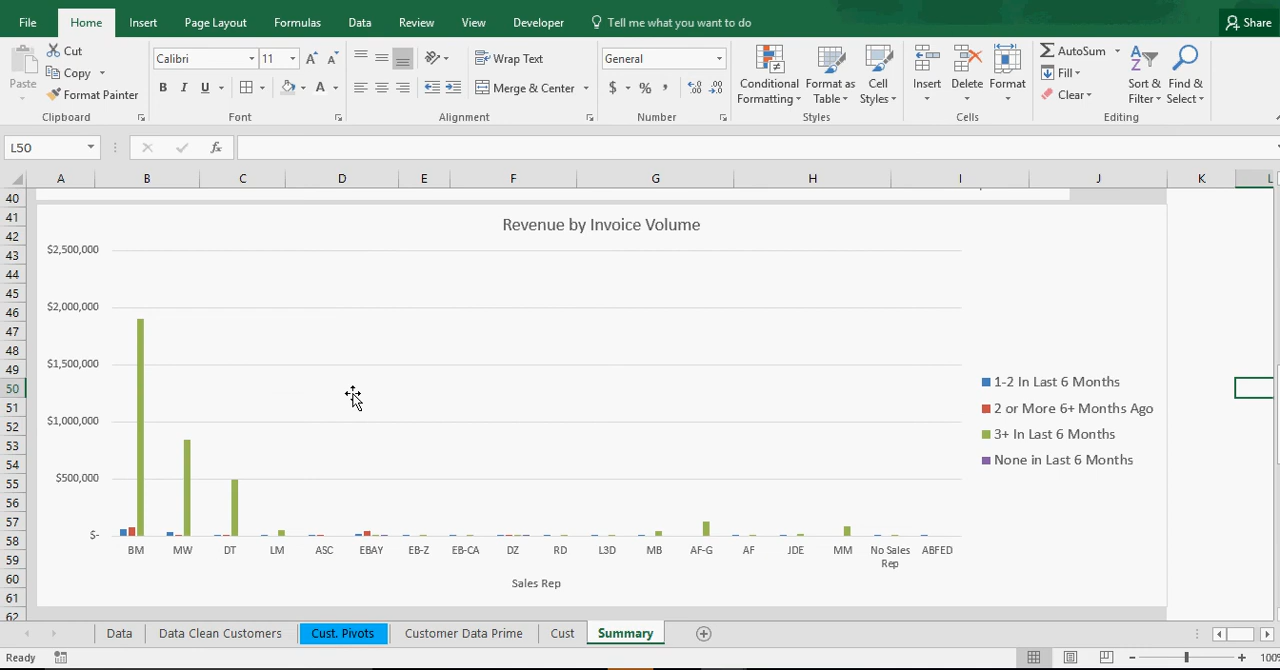 File Home Insert Page Layout Formulas Data Review View Developer Tell me what you want to do Share
Paste
Cut
Copy
Format Painter
Clipboard
Calibri 11
B I U A
Font
Wrap Text
Merge & Center
Alignment
General
$ % ,
Number
Conditional Formatting
Format as Table
Cell Styles
Styles
Insert Delete Format
Cells
AutoSum
Fill
Clear
Sort & Filter
Find & Select
Editing
L50 fx
A B C D E F G H I J K L
40
41
42
43
44
45
46
47
48
49
50
51
52
53
54
55
56
57
58
59
60
61
62
Revenue by Invoice Volume
$2,500,000
$2,000,000
$1,500,000
$1,000,000
$500,000
$-
BM MW DT LM ASC EBAY EB-Z EB-CA DZ RD L3D MB AF-G AF JDE MM No Sales Rep ABFED
Sales Rep
1-2 In Last 6 Months
2 or More 6+ Months Ago
3+ In Last 6 Months
None in Last 6 Months
Data Data Clean Customers Cust. Pivots Customer Data Prime Cust Summary
Ready